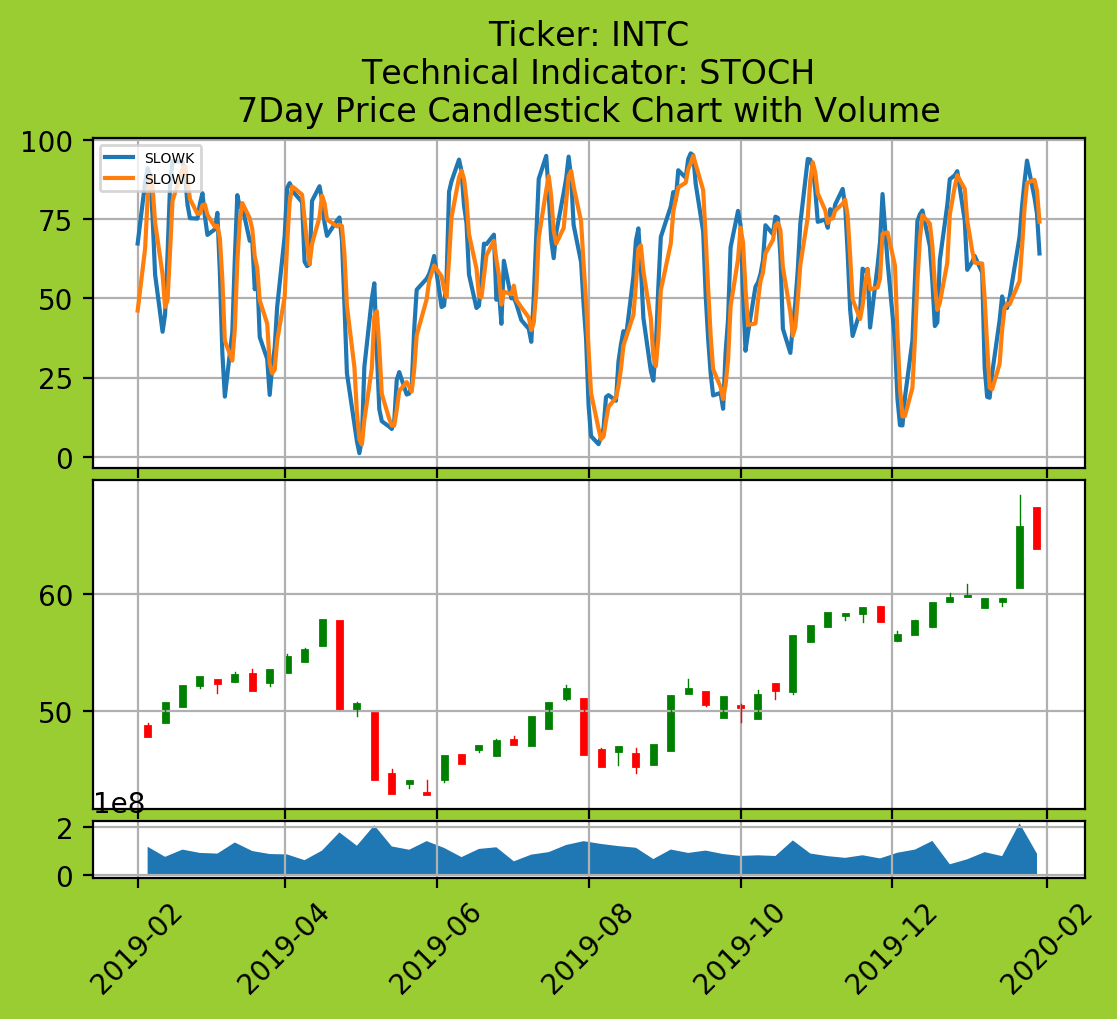 Ticker: INTC
Technical Indicator: STOCH
7Day Price Candlestick Chart with Volume
100
SLOWK
SLOWD
75
50
25
0
60
50
1e8
2
0
2019-02
2019-04
2019-06
2019-08
2019-10
2019-12
2020-02